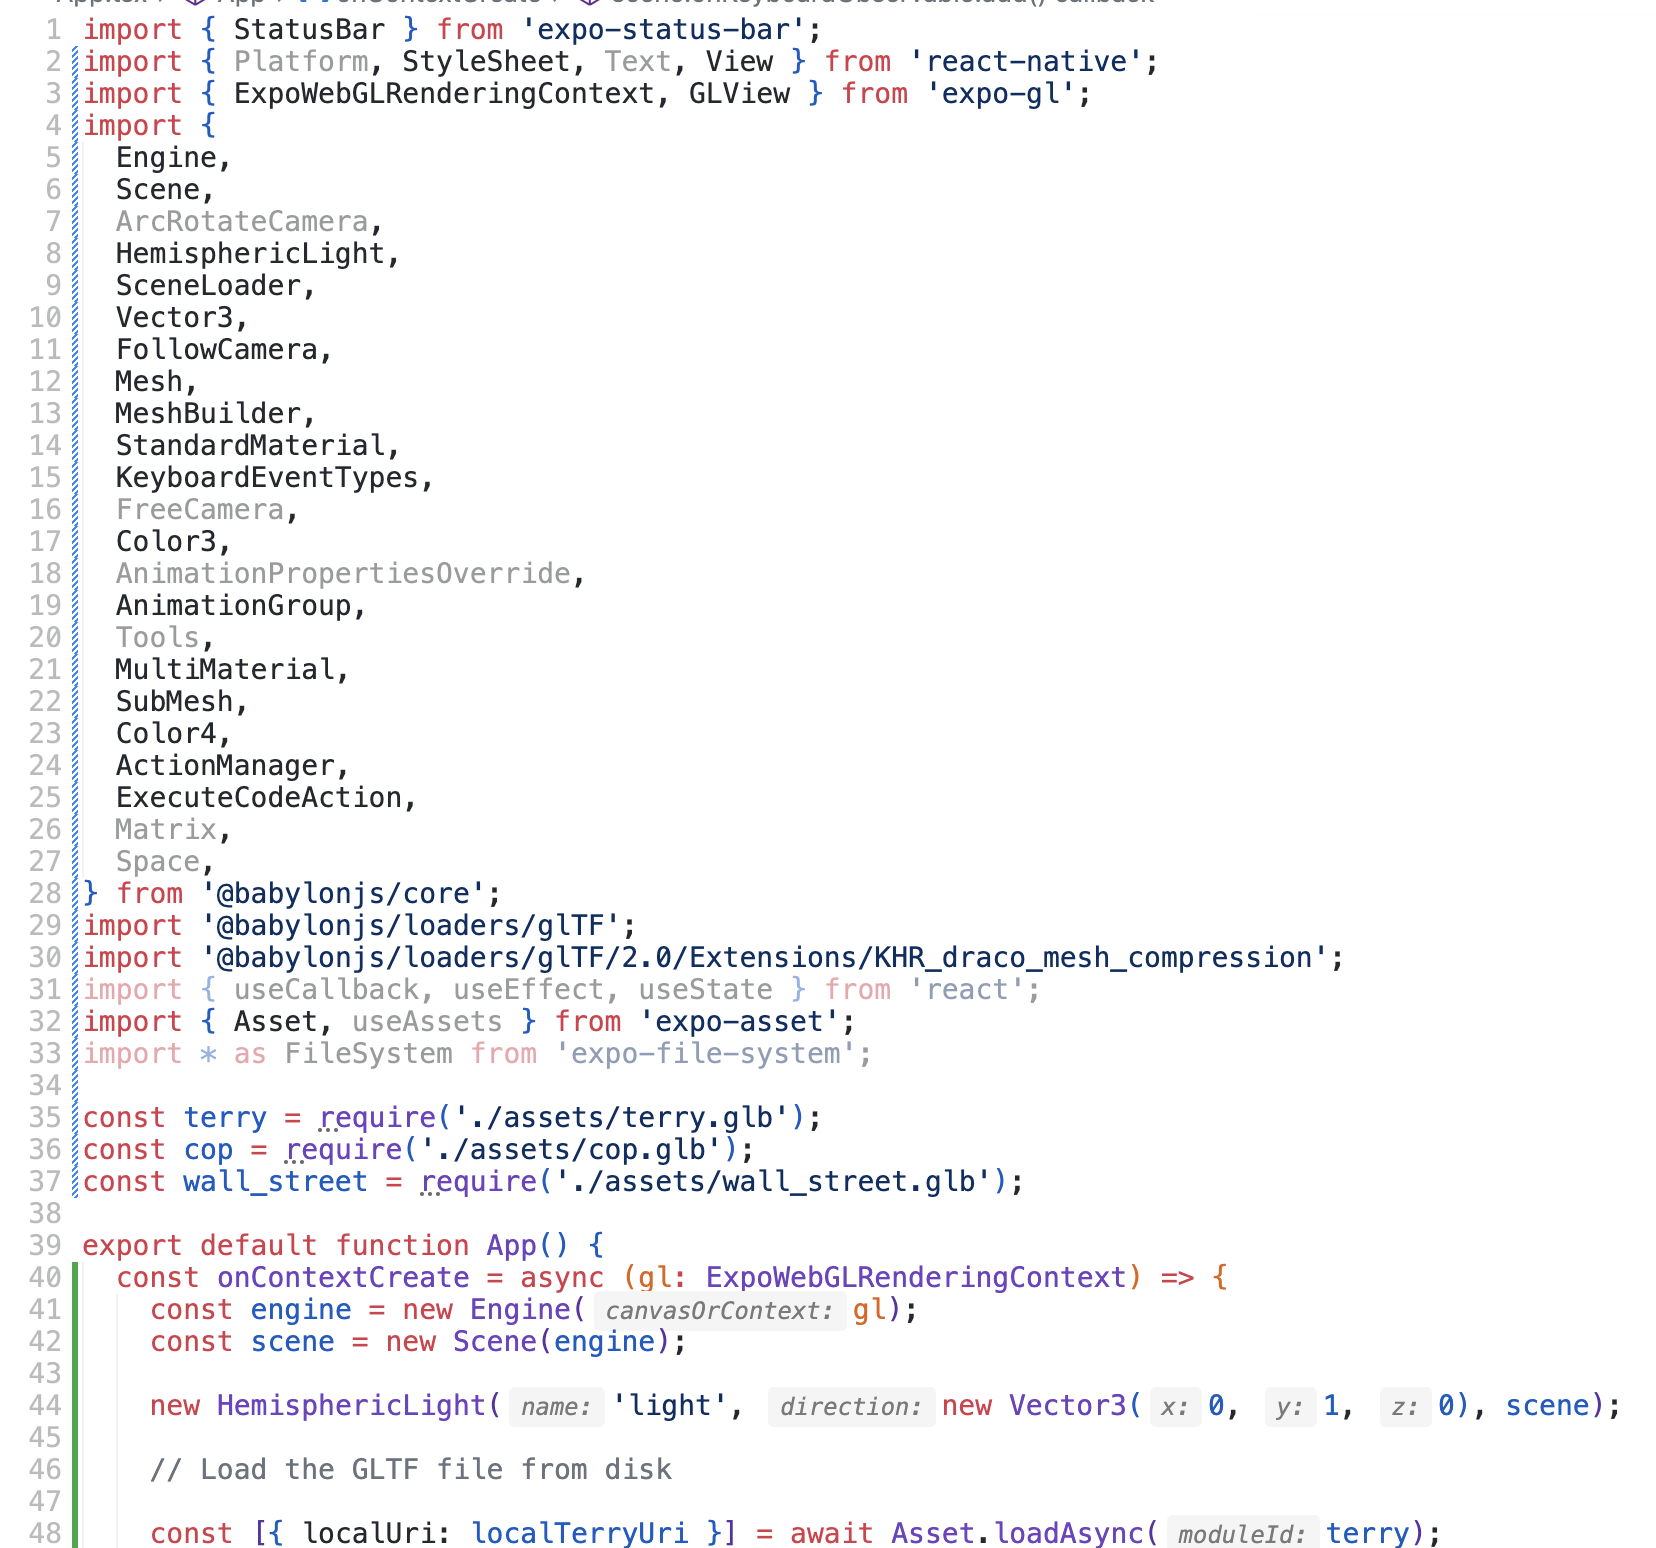 1 import { StatusBar } from 'expo-status-bar';
2 import { Platform, StyleSheet, Text, View } from 'react-native';
3 import { ExpoWebGLRenderingContext, GLView } from 'expo-gl';
4 import {
5   Engine,
6   Scene,
7   ArcRotateCamera,
8   HemisphericLight,
9   SceneLoader,
10   Vector3,
11   FollowCamera,
12   Mesh,
13   MeshBuilder,
14   StandardMaterial,
15   KeyboardEventTypes,
16   FreeCamera,
17   Color3,
18   AnimationPropertiesOverride,
19   AnimationGroup,
20   Tools,
21   MultiMaterial,
22   SubMesh,
23   Color4,
24   ActionManager,
25   ExecuteCodeAction,
26   Matrix,
27   Space,
28 } from '@babylonjs/core';
29 import '@babylonjs/loaders/glTF';
30 import '@babylonjs/loaders/glTF/2.0/Extensions/KHR_draco_mesh_compression';
31 import { useCallback, useEffect, useState } from 'react';
32 import { Asset, useAssets } from 'expo-asset';
33 import * as FileSystem from 'expo-file-system';
34
35 const terry = require('./assets/terry.glb');
36 const cop = require('./assets/cop.glb');
37 const wall_street = require('./assets/wall_street.glb');
38
39 export default function App() {
40   const onContextCreate = async (gl: ExpoWebGLRenderingContext) => {
41     const engine = new Engine( canvasOrContext: gl);
42     const scene = new Scene(engine);
43
44     new HemisphericLight( name: 'light', direction: new Vector3( x: 0, y: 1, z: 0), scene);
45
46     // Load the GLTF file from disk
47
48     const [{ localUri: localTerryUri }] = await Asset.loadAsync( moduleId: terry);